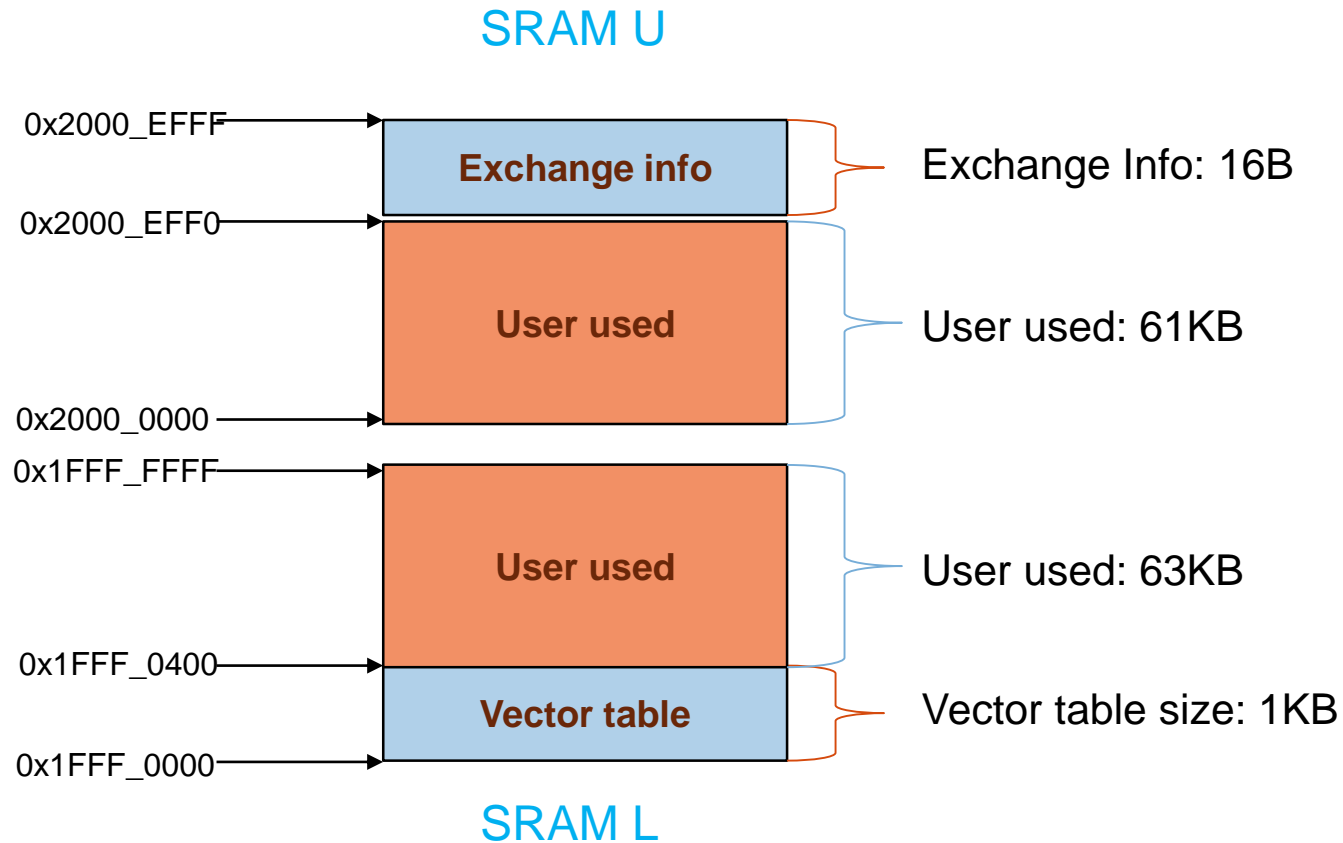 SRAM U
0x2000_EFFF
Exchange info
Exchange Info: 16B
0x2000_EFF0
User used
User used: 61KB
0x2000_0000
0x1FFF_FFFF
User used
User used: 63KB
0x1FFF_0400
Vector table
Vector table size: 1KB
0x1FFF_0000
SRAM L